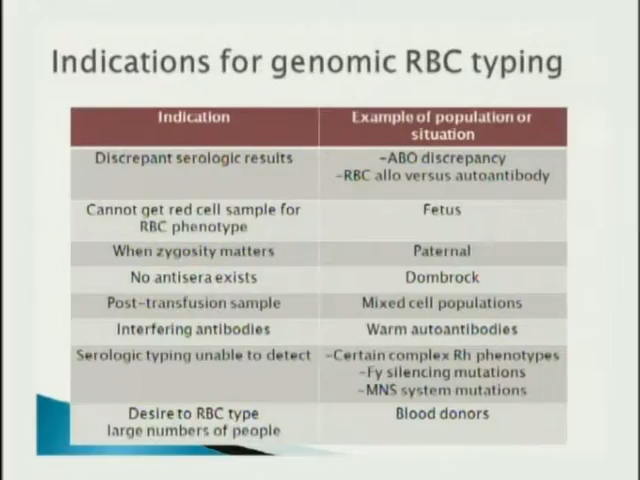 Indications for genomic RBC typing
Indication
Example of population or
situation
Discrepant serologic results
-ABO discrepancy
-RBC allo versus autoantibody
Cannot get red cell sample for
RBC phenotype
Fetus
When zygosity matters
Paternal
No antisera exists
Dombrock
Post-transfusion sample
Mixed cell populations
Interfering antibodies
Warm autoantibodies
Serologic typing unable to detect
-Certain complex Rh phenotypes
-Fy silencing mutations
-MNS system mutations
Desire to RBC type
large numbers of people
Blood donors